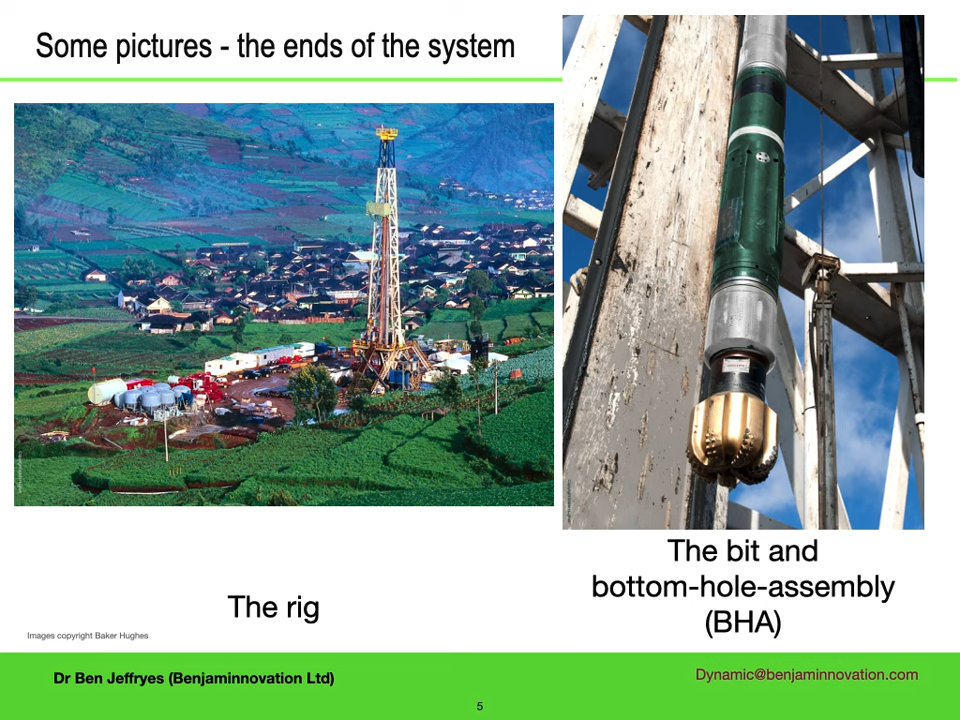 Some pictures - the ends of the system
The rig
The bit and
bottom-hole-assembly
(BHA)
Images copyright Baker Hughes
Dr Ben Jeffryes (Benjaminnovation Ltd)
Dynamic@benjaminnovation.com
5